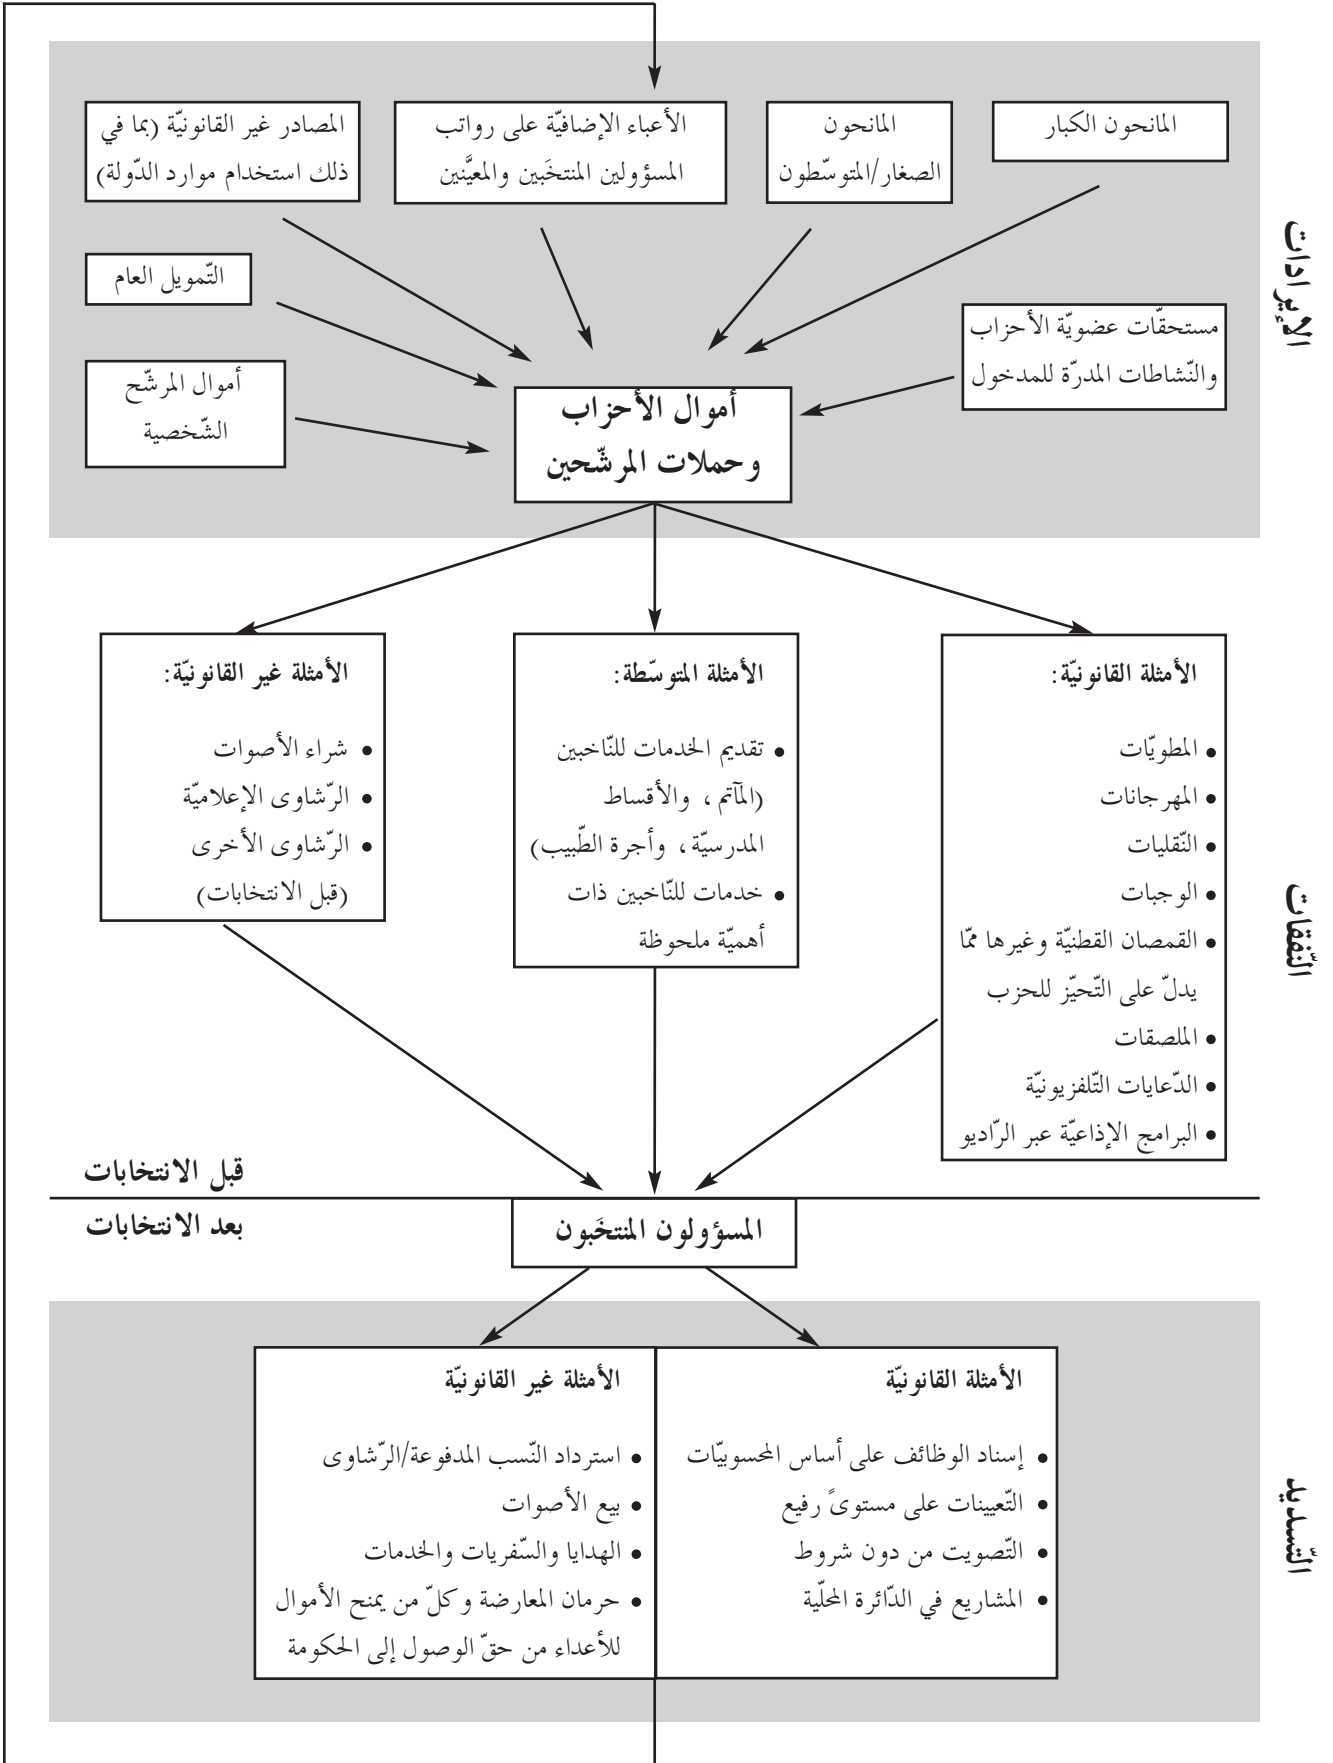 المانحون الكبار
المانحون
الصغار/المتوسّطون
الأعباء الإضافيّة على رواتب
المسؤولين المنتخَبين والمعيَّنين
المصادر غير القانونيّة (بما في
ذلك استخدام موارد الدّولة)
الإيرادات
التّمويل العام
مستحقّات عضويّة الأحزاب
والنّشاطات المدرّة للمدخول
أموال المرشّح
الشّخصية
أموال الأحزاب
وحملات المرشّحين
الأمثلة القانونيّة:
• المطويّات
• المهرجانات
• النّقليات
• الوجبات
• القمصان القطنيّة وغيرها ممّا
يدلّ على التّحيّز للحزب
• الملصقات
• الدّعايات التّلفزيونيّة
• البرامج الإذاعيّة عبر الرّاديو
الأمثلة المتوسّطة:
• تقديم الخدمات للنّاخبين
(المآتم، والأقساط
المدرسيّة، وأجرة الطّبيب)
• خدمات للنّاخبين ذات
أهميّة ملحوظة
الأمثلة غير القانونيّة:
• شراء الأصوات
• الرّشاوى الإعلاميّة
• الرّشاوى الأخرى
(قبل الانتخابات)
النّفقات
قبل الانتخابات
بعد الانتخابات
المسؤولون المنتخَبون
الأمثلة القانونيّة
• إسناد الوظائف على أساس المحسوبيّات
• التّعيينات على مستوىً رفيع
• التّصويت من دون شروط
• المشاريع في الدّائرة المحلّية
الأمثلة غير القانونيّة
• استرداد النّسب المدفوعة/الرّشاوى
• بيع الأصوات
• الهدايا والسّفريات والخدمات
• حرمان المعارضة وكلّ من يمنح الأموال
للأعداء من حقّ الوصول إلى الحكومة
التّسديد